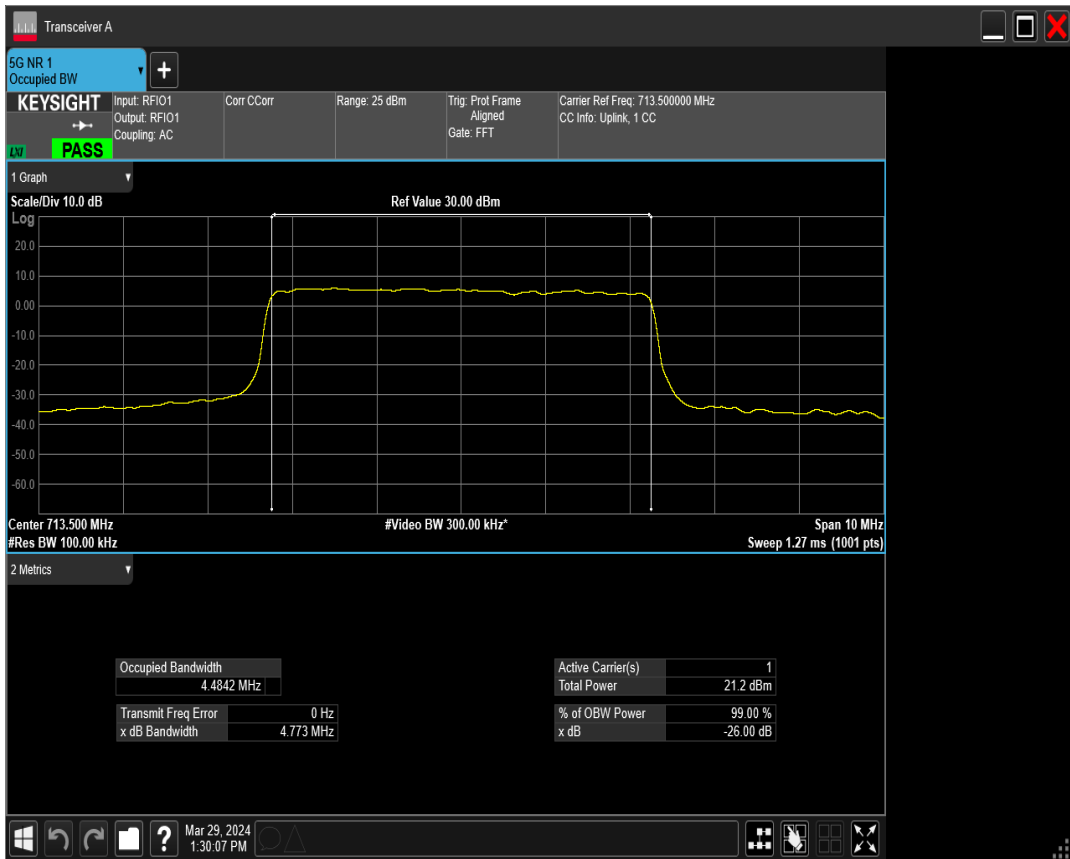 Transceiver A
5G NR 1
Occupied BW
KEYSIGHT
LXI
PASS
Input: RFIO1
Output: RFIO1
Coupling: AC
Corr CCorr
Range: 25 dBm
Trig: Prot Frame
Aligned
Gate: FFT
Carrier Ref Freq: 713.500000 MHz
CC Info: Uplink, 1 CC
1 Graph
Scale/Div 10.0 dB
Ref Value 30.00 dBm
Log
20.0
10.0
0.00
-10.0
-20.0
-30.0
-40.0
-50.0
-60.0
Center 713.500 MHz
#Video BW 300.00 kHz*
Span 10 MHz
#Res BW 100.00 kHz
Sweep 1.27 ms (1001 pts)
2 Metrics
Occupied Bandwidth
4.4842 MHz
Transmit Freq Error 0 Hz
x dB Bandwidth 4.773 MHz
Active Carrier(s) 1
Total Power 21.2 dBm
% of OBW Power 99.00 %
x dB -26.00 dB
?
Mar 29, 2024
1:30:07 PM